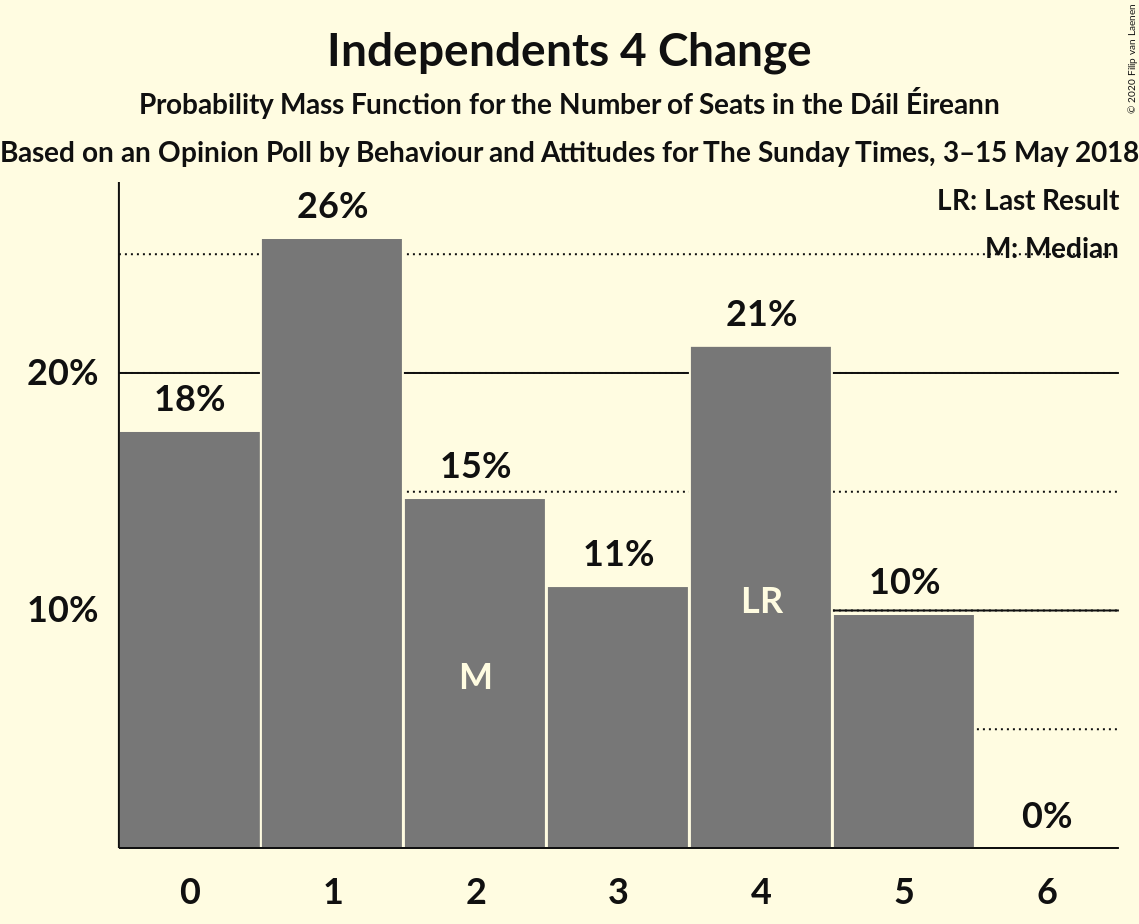 Independents 4 Change
Probability Mass Function for the Number of Seats in the Dáil Éireann
Based on an Opinion Poll by Behaviour and Attitudes for The Sunday Times, 3–15 May 2018
© 2020 Filip van Laenen
LR: Last Result
M: Median
26%
21%
20%
18%
15%
11%
10%
10%
LR
M
0%
0 1 2 3 4 5 6